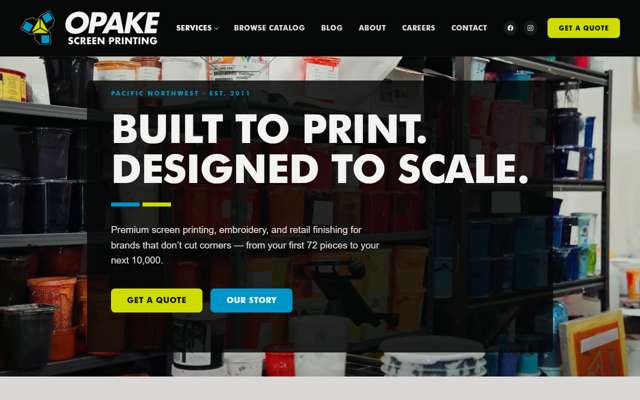 OPAKE
SCREEN PRINTING
SERVICES
BROWSE CATALOG
BLOG
ABOUT
CAREERS
CONTACT
GET A QUOTE
PACIFIC NORTHWEST · EST. 2011
BUILT TO PRINT.
DESIGNED TO SCALE.
Premium screen printing, embroidery, and retail finishing for
brands that don't cut corners — from your first 72 pieces to your
next 10,000.
GET A QUOTE
OUR STORY